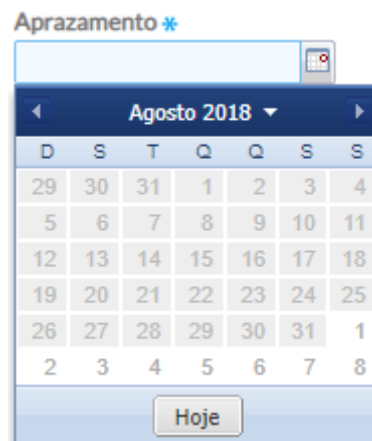 Aprazamento *
Agosto 2018
D S T Q Q S S
29 30 31 1 2 3 4
5 6 7 8 9 10 11
12 13 14 15 16 17 18
19 20 21 22 23 24 25
26 27 28 29 30 31 1
2 3 4 5 6 7 8
Hoje